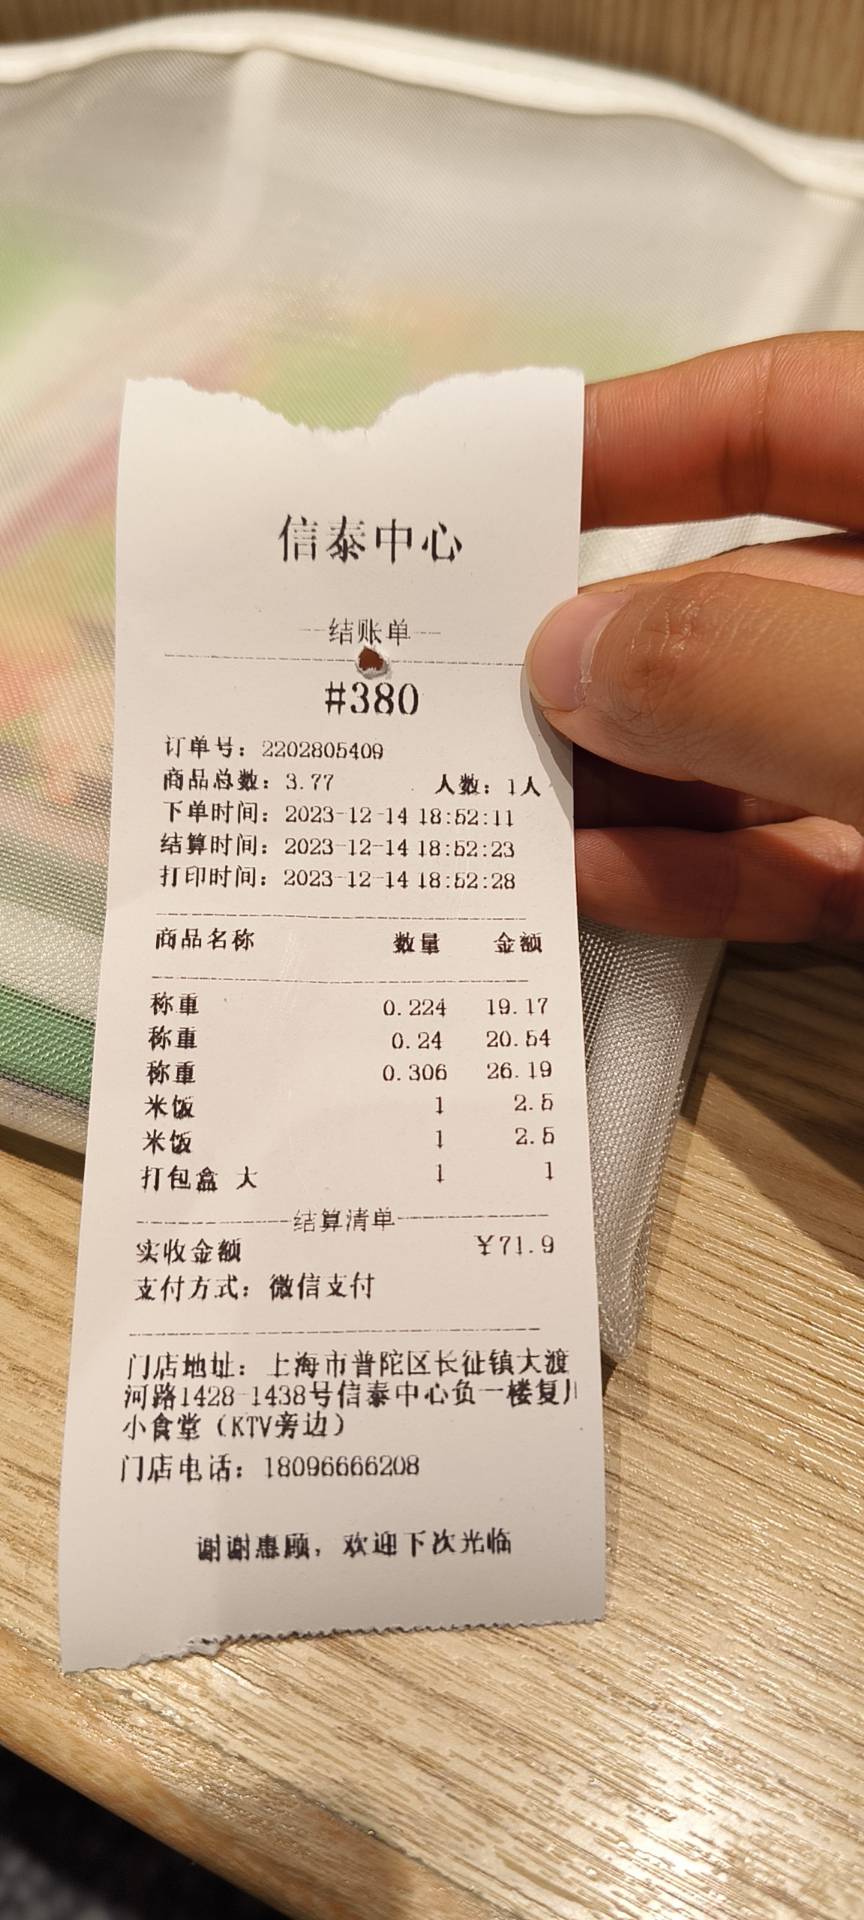 信泰中心
结账单
#380
订单号：2202805409
商品总数：3.77 人数：1人
下单时间：2023-12-14 18:52:11
结算时间：2023-12-14 18:52:23
打印时间：2023-12-14 18:52:28
商品名称 数量 金额
称重 0.224 19.17
称重 0.24 20.54
称重 0.306 26.19
米饭 1 2.5
米饭 1 2.5
打包盒 大 1 1
结算清单
实收金额 ¥71.9
支付方式：微信支付
门店地址：上海市普陀区长征镇大渡
河路1428-1438号信泰中心负一楼复
小食堂（KTV旁边）
门店电话：18096666208
谢谢惠顾，欢迎下次光临